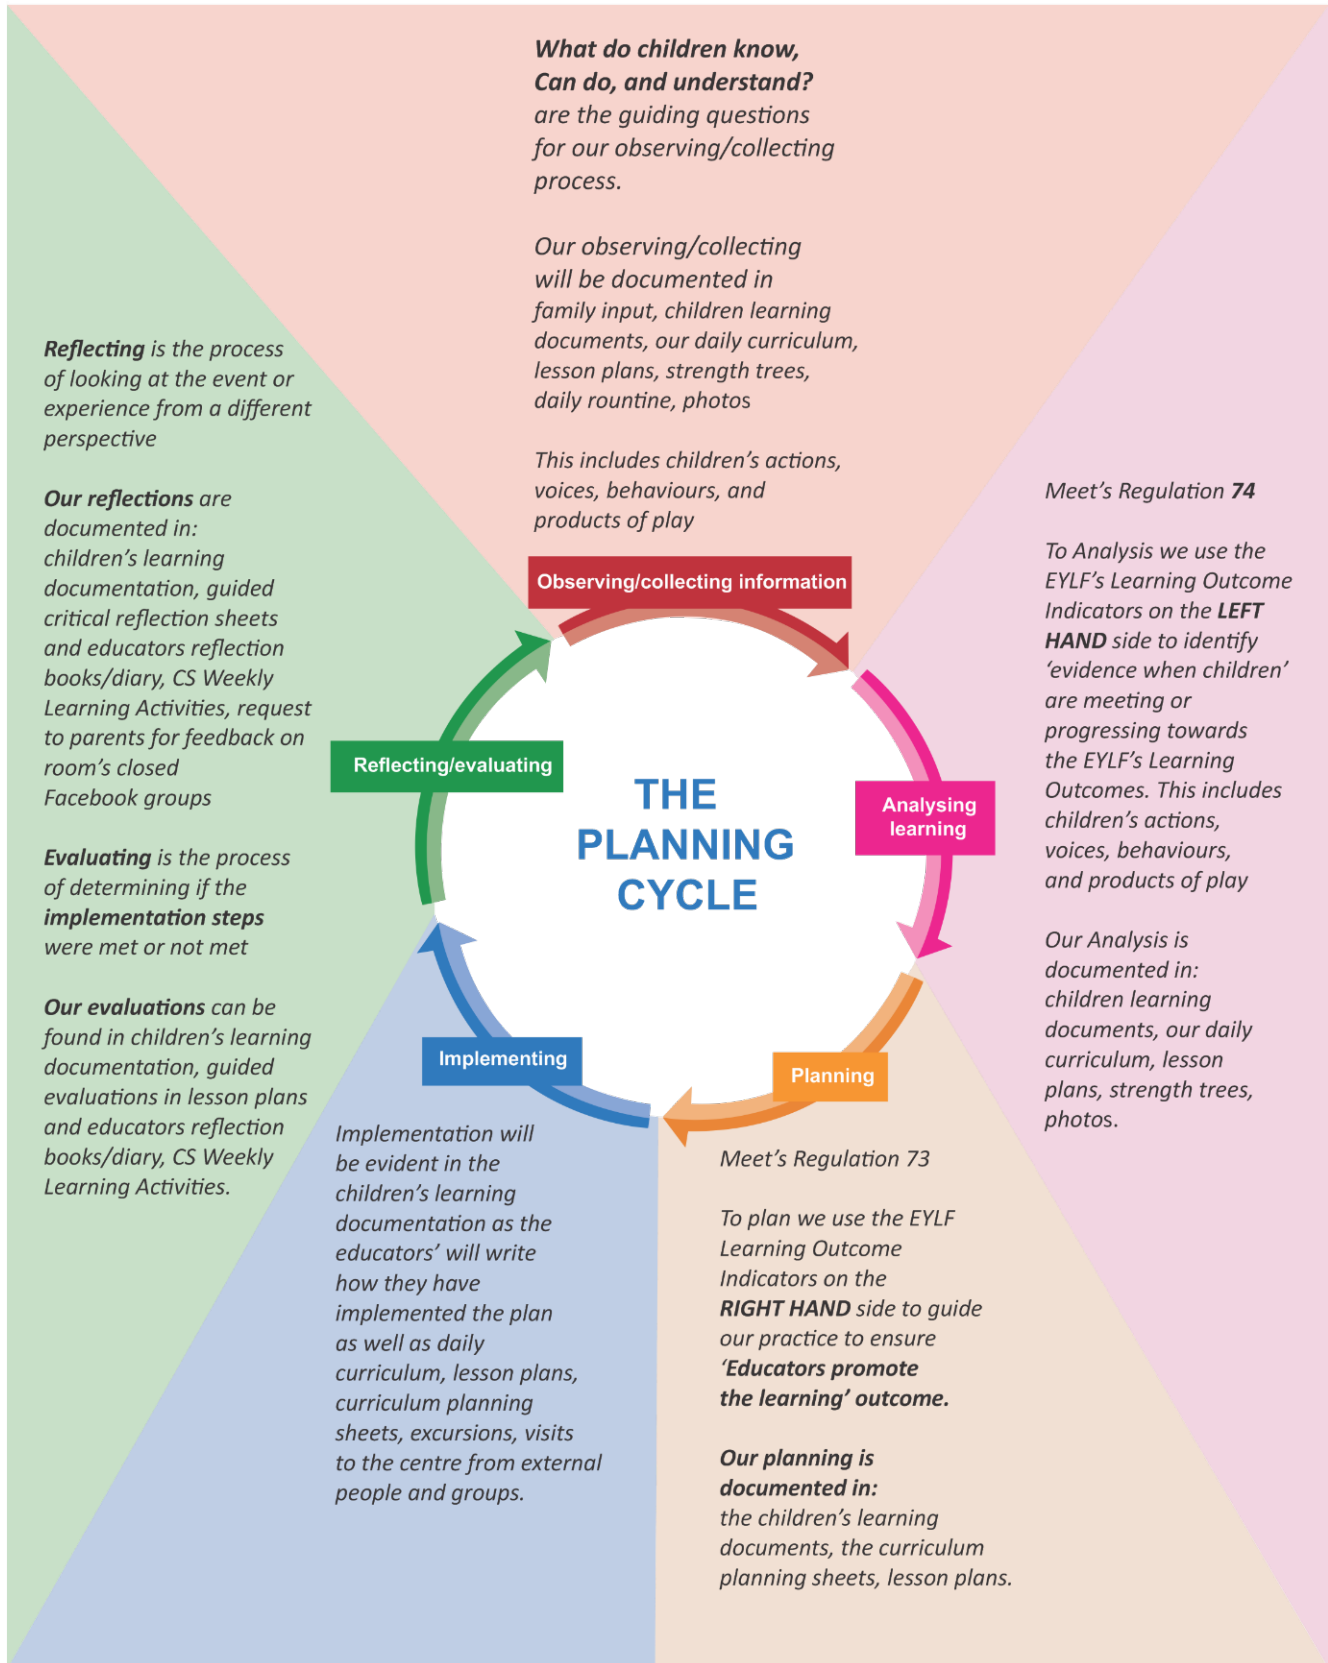 What do children know,
Can do, and understand?
are the guiding questions
for our observing/collecting
process.
Our observing/collecting
will be documented in
family input, children learning
documents, our daily curriculum,
lesson plans, strength trees,
daily rountine, photos
This includes children's actions,
voices, behaviours, and
products of play
Observing/collecting information
Meet's Regulation 74
To Analysis we use the
EYLF's Learning Outcome
Indicators on the LEFT
HAND side to identify
'evidence when children'
are meeting or
progressing towards
the EYLF's Learning
Outcomes. This includes
children's actions,
voices, behaviours,
and products of play
Our Analysis is
documented in:
children learning
documents, our daily
curriculum, lesson
plans, strength trees,
photos.
Analysing
learning
Planning
Meet's Regulation 73
To plan we use the EYLF
Learning Outcome
Indicators on the
RIGHT HAND side to guide
our practice to ensure
'Educators promote
the learning' outcome.
Our planning is
documented in:
the children's learning
documents, the curriculum
planning sheets, lesson plans.
Implementing
Implementation will
be evident in the
children's learning
documentation as the
educators' will write
how they have
implemented the plan
as well as daily
curriculum, lesson plans,
curriculum planning
sheets, excursions, visits
to the centre from external
people and groups.
Reflecting/evaluating
Reflecting is the process
of looking at the event or
experience from a different
perspective
Our reflections are
documented in:
children's learning
documentation, guided
critical reflection sheets
and educators reflection
books/diary, CS Weekly
Learning Activities, request
to parents for feedback on
room's closed
Facebook groups
Evaluating is the process
of determining if the
implementation steps
were met or not met
Our evaluations can be
found in children's learning
documentation, guided
evaluations in lesson plans
and educators reflection
books/diary, CS Weekly
Learning Activities.
THE
PLANNING
CYCLE